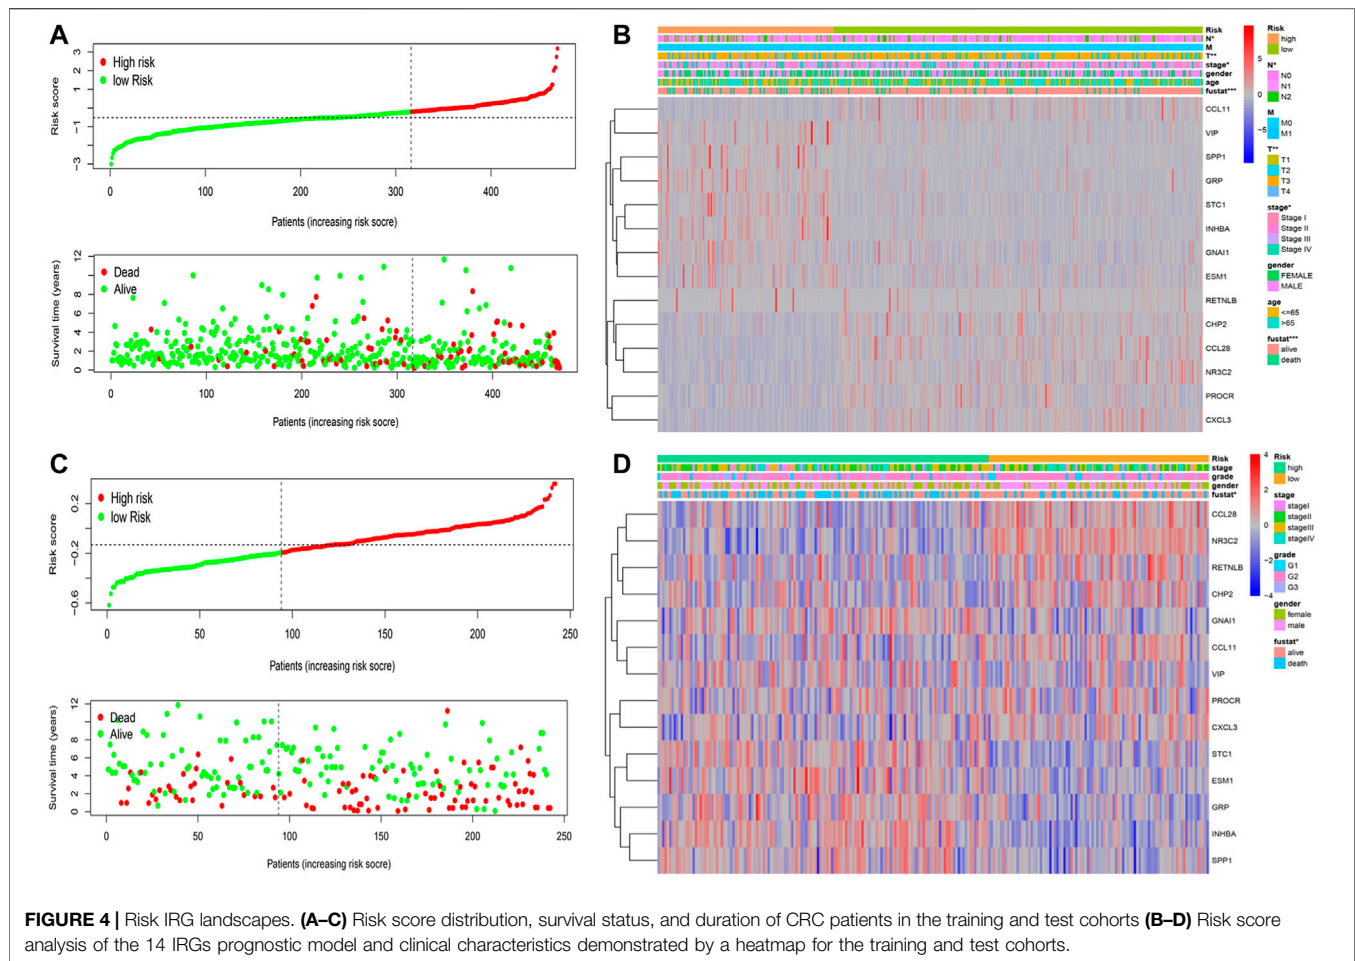 A
Risk score
3
1
−1
−3
High risk
low Risk
0
100
200
300
400
Patients (increasing risk socre)
Survival time (years)
12
10
8
6
4
2
0
Dead
Alive
0
100
200
300
400
Patients (increasing risk socre)
B
Risk
N*
M
T**
stage*
gender
age
fustat***
CCL11
VIP
SPP1
GRP
STC1
INHBA
GNAI1
ESM1
RETNLB
CHP2
CCL28
NR3C2
PROCR
CXCL3
5
0
−5
Risk
high
low
N*
N0
N1
N2
M
M0
M1
T**
T1
T2
T3
T4
stage*
Stage I
Stage II
Stage III
Stage IV
gender
FEMALE
MALE
age
<=65
>65
fustat***
alive
death
C
Risk score
0.2
−0.2
−0.6
High risk
low Risk
0
50
100
150
200
250
Patients (increasing risk socre)
Survival time (years)
12
10
8
6
4
2
0
Dead
Alive
0
50
100
150
200
250
Patients (increasing risk socre)
D
Risk
stage
grade
gender
fustat*
CCL28
NR3C2
RETNLB
CHP2
GNAI1
CCL11
VIP
PROCR
CXCL3
STC1
ESM1
GRP
INHBA
SPP1
4
2
0
−2
−4
Risk
high
low
stage
stageI
stageII
stageIII
stageIV
grade
G1
G2
G3
gender
female
male
fustat*
alive
death
FIGURE 4 | Risk IRG landscapes. (A–C) Risk score distribution, survival status, and duration of CRC patients in the training and test cohorts (B–D) Risk score
analysis of the 14 IRGs prognostic model and clinical characteristics demonstrated by a heatmap for the training and test cohorts.